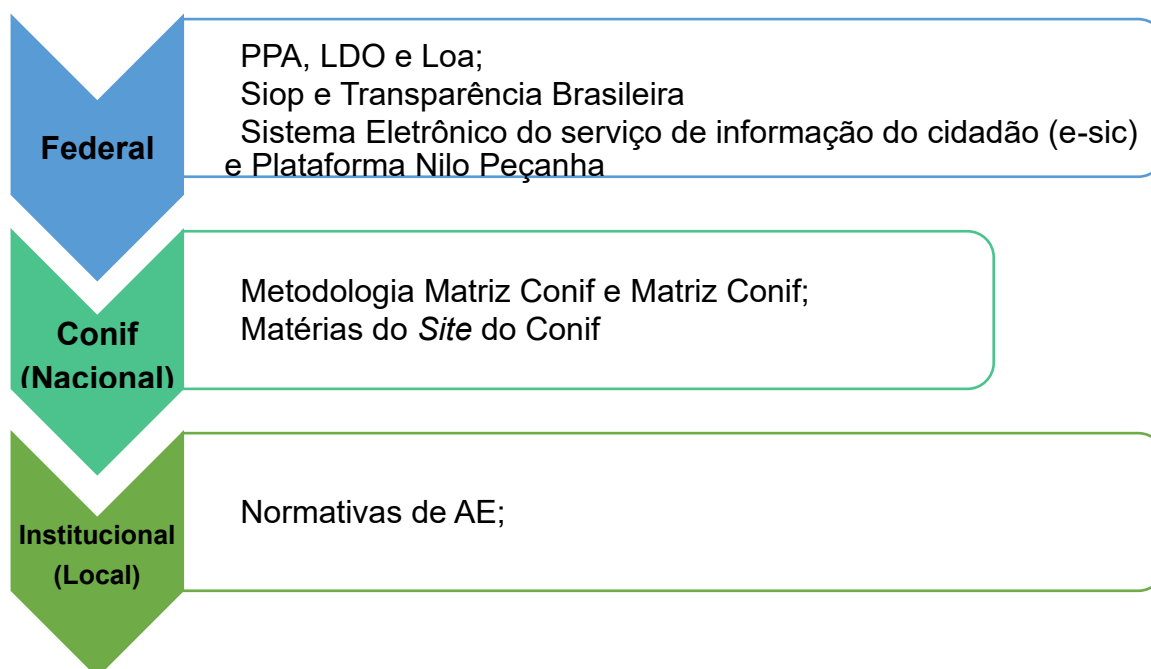 Federal
PPA, LDO e Loa;
Siop e Transparência Brasileira
Sistema Eletrônico do serviço de informação do cidadão (e-sic)
e Plataforma Nilo Peçanha
Conif
(Nacional)
Metodologia Matriz Conif e Matriz Conif;
Matérias do Site do Conif
Institucional
(Local)
Normativas de AE;